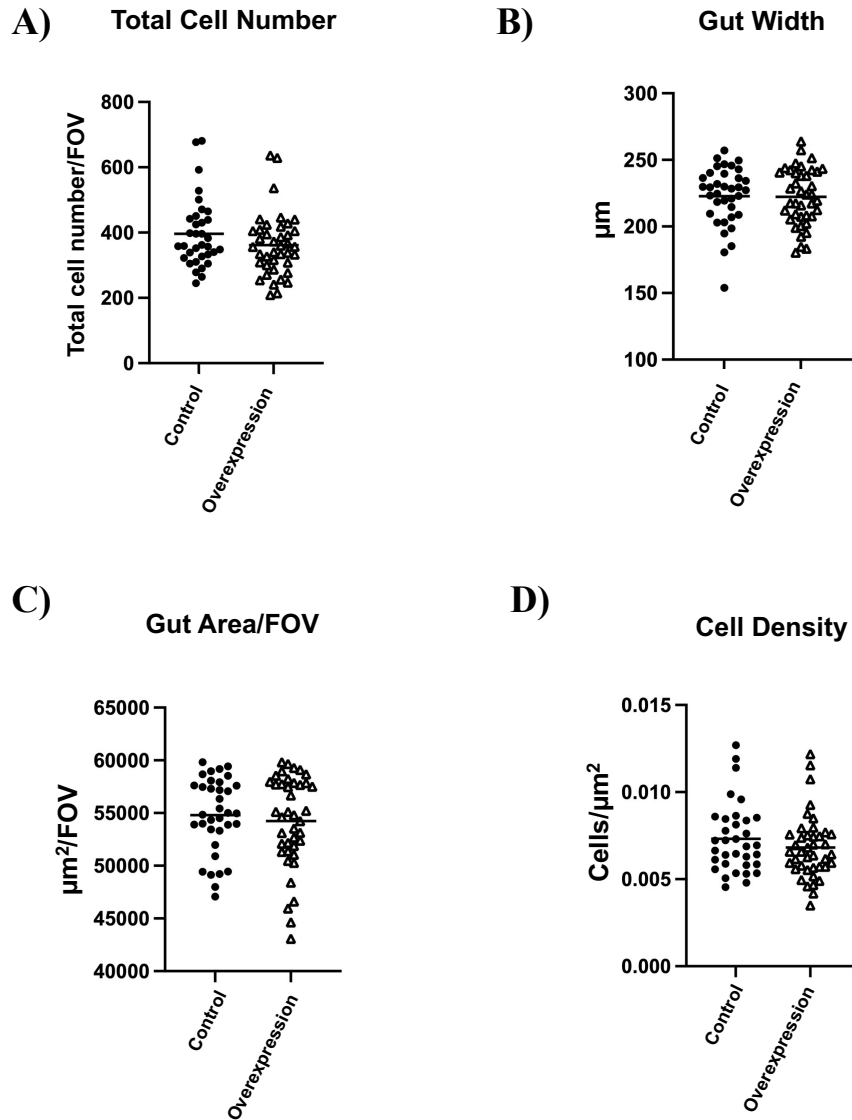 A)
Total Cell Number
Total cell number/FOV
800
600
400
200
0
Control
Overexpression
B)
Gut Width
µm
300
250
200
150
100
Control
Overexpression
C)
Gut Area/FOV
µm²/FOV
65000
60000
55000
50000
45000
40000
Control
Overexpression
D)
Cell Density
Cells/µm²
0.015
0.010
0.005
0.000
Control
Overexpression